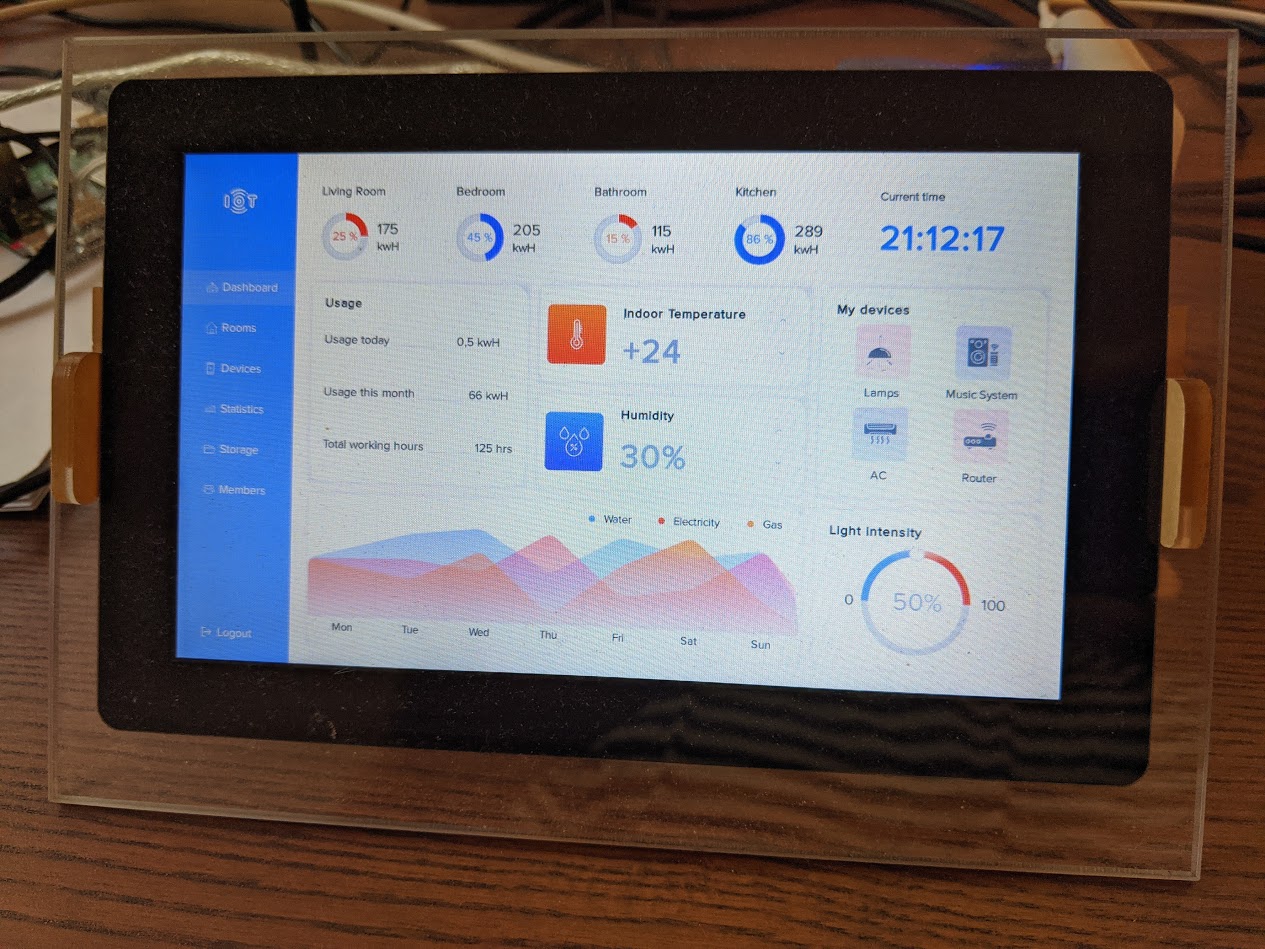 IOT
Dashboard
Rooms
Devices
Statistics
Storage
Members
Logout
Living Room
25 %
175
kwH
Bedroom
45 %
205
kwH
Bathroom
15 %
115
kwH
Kitchen
86 %
289
kwH
Current time
21:12:17
Usage
Usage today 0,5 kwH
Usage this month 66 kwH
Total working hours 125 hrs
Indoor Temperature
+24
Humidity
%
30%
My devices
Lamps
Music System
AC
Router
Water Electricity Gas
Mon Tue Wed Thu Fri Sat Sun
Light Intensity
0 50% 100